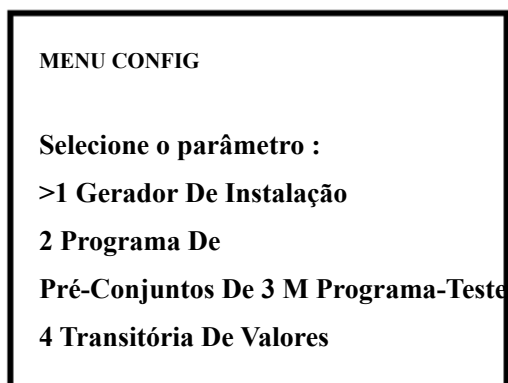 MENU CONFIG
Selecione o parâmetro :
>1 Gerador De Instalação
2 Programa De
Pré-Conjuntos De 3 M Programa-Teste
4 Transitória De Valores